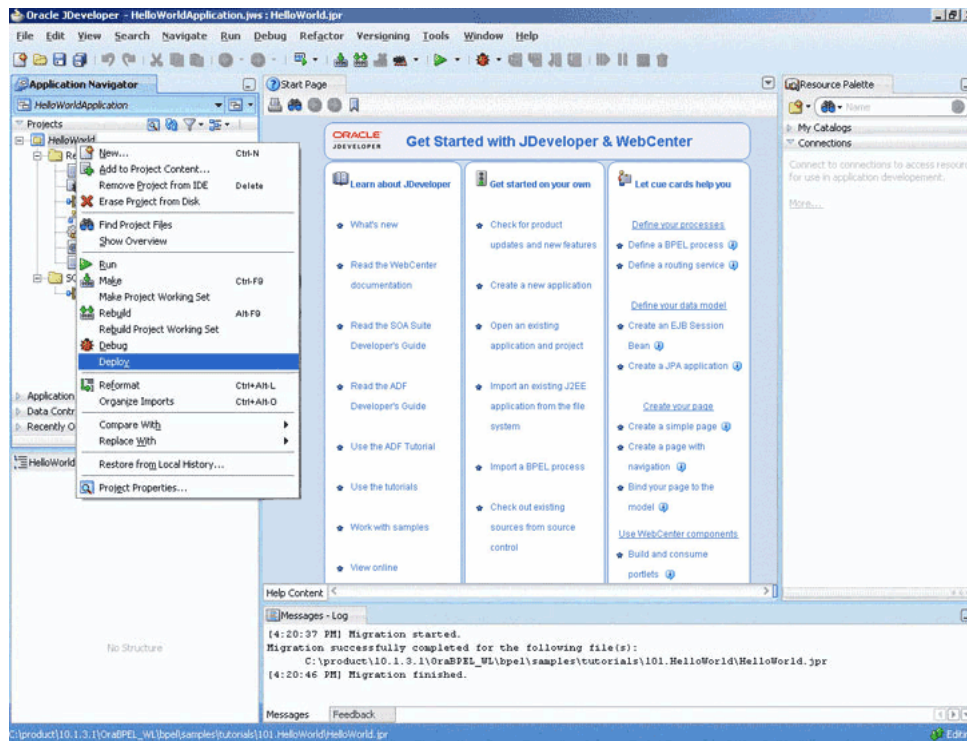 Oracle JDeveloper - HelloWorldApplication.jws : HelloWorld.jpr
File Edit View Search Navigate Run Debug Refactor Versioning Tools Window Help
Application Navigator
HelloWorldApplication
Projects
HelloWorld
Re
SO
New... Ctrl-N
Add to Project Content...
Remove Project from IDE Delete
Erase Project from Disk
Find Project Files
Show Overview
Run
Make Ctrl-F9
Make Project Working Set
Rebuild Alt-F9
Rebuild Project Working Set
Debug
Deploy
Reformat Ctrl+Alt-L
Organize Imports Ctrl+Alt-O
Compare With
Replace With
Restore from Local History...
Project Properties...
Application
Data Contr
Recently O
HelloWorld
No Structure
Start Page
ORACLE
JDEVELOPER
Get Started with JDeveloper & WebCenter
Learn about JDeveloper
What's new
Read the WebCenter
documentation
Read the SOA Suite
Developer's Guide
Read the ADF
Developer's Guide
Use the ADF Tutorial
Use the tutorials
Work with samples
View online
Get started on your own
Check for product
updates and new features
Create a new application
Open an existing
application and project
Import an existing J2EE
application from the file
system
Import a BPEL process
Check out existing
sources from source
control
Let cue cards help you
Define your processes
Define a BPEL process
Define a routing service
Define your data model
Create an EJB Session
Bean
Create a JPA application
Create your page
Create a simple page
Create a page with
navigation
Bind your page to the
model
Use WebCenter components
Build and consume
portlets
Help Content
Resource Palette
Name
My Catalogs
Connections
Connect to connections to access resour
for use in application developement.
More...
Messages - Log
[4:20:37 PM] Migration started.
Migration successfully completed for the following file(s):
C:\product\10.1.3.1\OraBPEL_WL\bpel\samples\tutorials\101.HelloWorld\HelloWorld.jpr
[4:20:46 PM] Migration finished.
Messages Feedback
C:\product\10.1.3.1\OraBPEL_WL\bpel\samples\tutorials\101.HelloWorld\HelloWorld.jpr
Editi